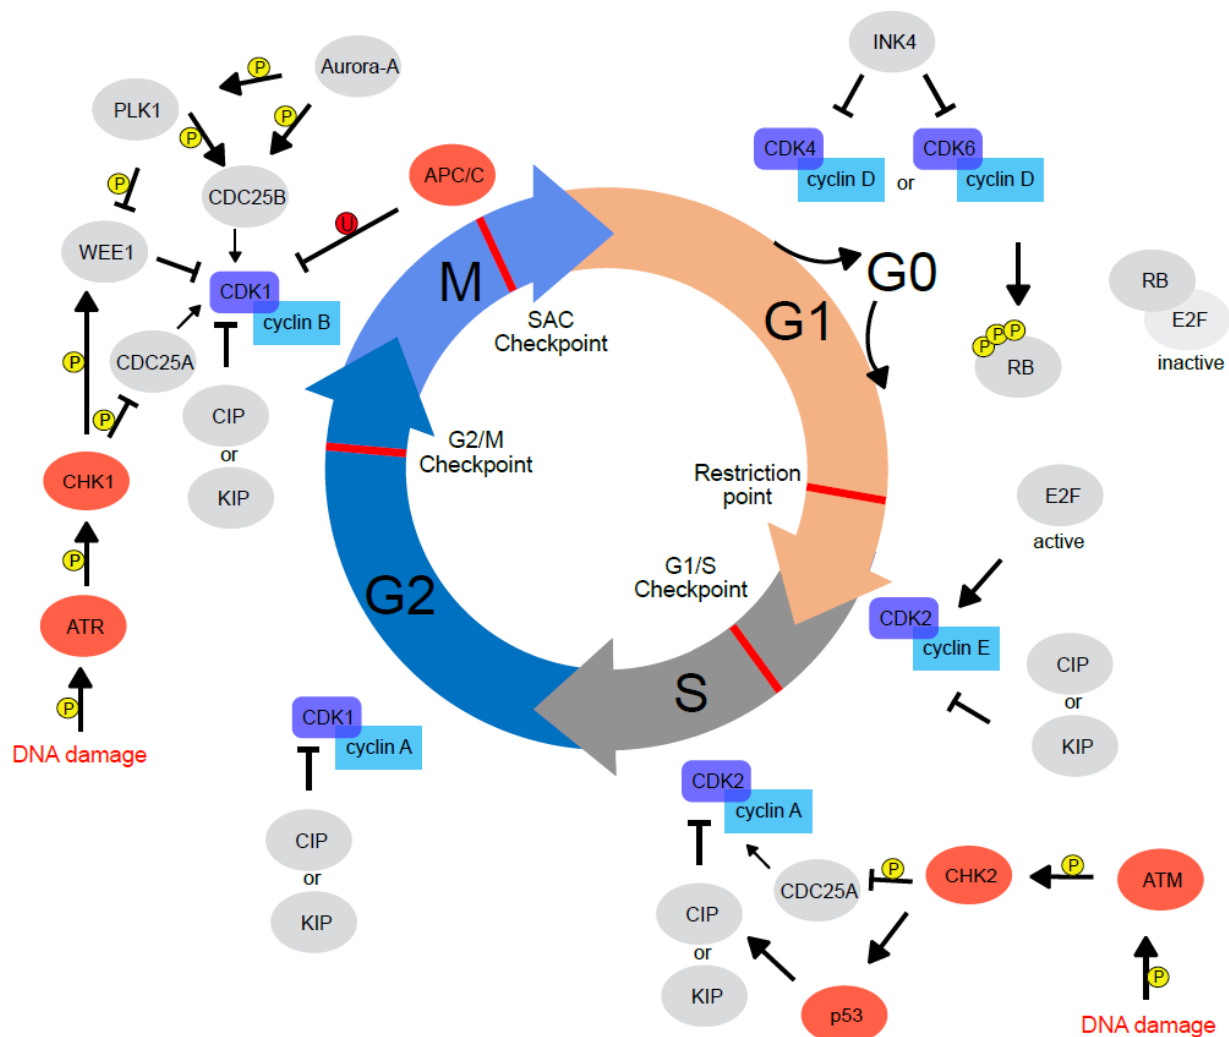 INK4
Aurora-A
P
PLK1
P
P
P
CDK4
cyclin D
or
CDK6
cyclin D
APC/C
U
CDC25B
WEE1
CDK1
cyclin B
M
SAC
Checkpoint
G0
G1
RB
E2F
inactive
P
P
P
RB
P
CDC25A
P
CIP
or
KIP
G2/M
Checkpoint
CHK1
P
ATR
P
DNA damage
Restriction
point
E2F
active
G1/S
Checkpoint
G2
S
CDK2
cyclin E
CIP
or
KIP
CDK1
cyclin A
CIP
or
KIP
CDK2
cyclin A
CDC25A
P
CHK2
P
ATM
CIP
or
KIP
p53
P
DNA damage